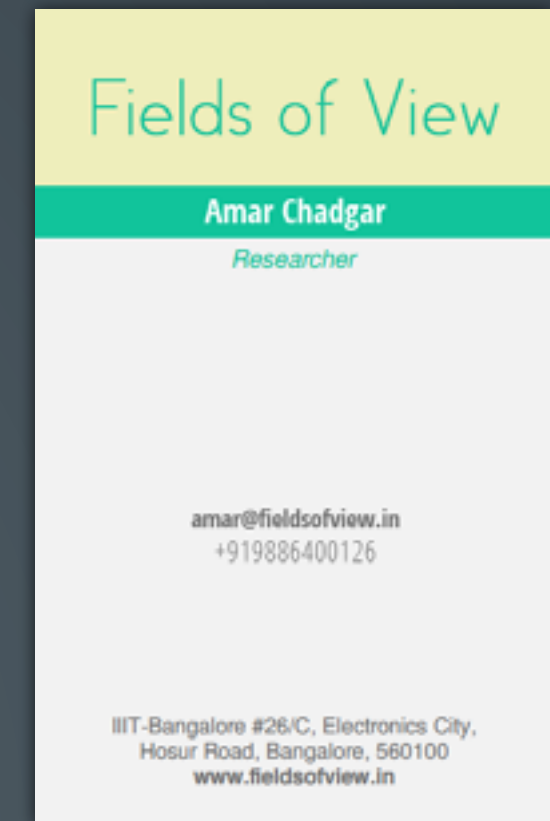 Fields of View
Amar Chadgar
Researcher
amar@fieldsofview.in
+919886400126
IIIT-Bangalore #26/C, Electronics City,
Hosur Road, Bangalore, 560100
www.fieldsofview.in